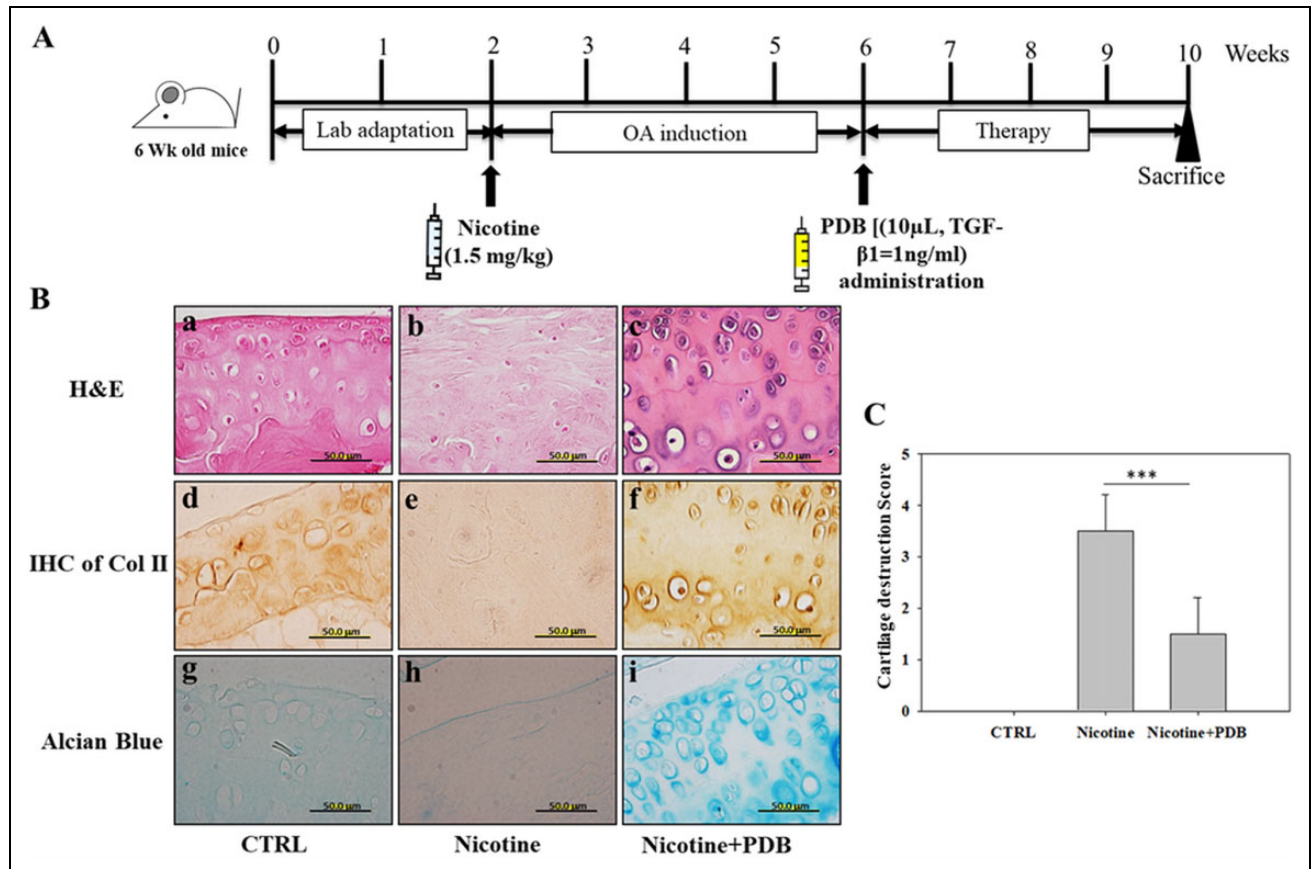 A
0 1 2 3 4 5 6 7 8 9 10 Weeks
Lab adaptation
OA induction
Therapy
6 Wk old mice
Sacrifice
Nicotine
(1.5 mg/kg)
PDB [(10µL, TGF-
β1=1ng/ml)
administration
B
a
b
c
H&E
50.0 µm
50.0 µm
50.0 µm
d
e
f
IHC of Col II
50.0 µm
50.0 µm
50.0 µm
g
h
i
Alcian Blue
50.0 µm
50.0 µm
50.0 µm
CTRL
Nicotine
Nicotine+PDB
C
Cartilage destruction Score
5
4
3
2
1
0
***
CTRL
Nicotine
Nicotine+PDB